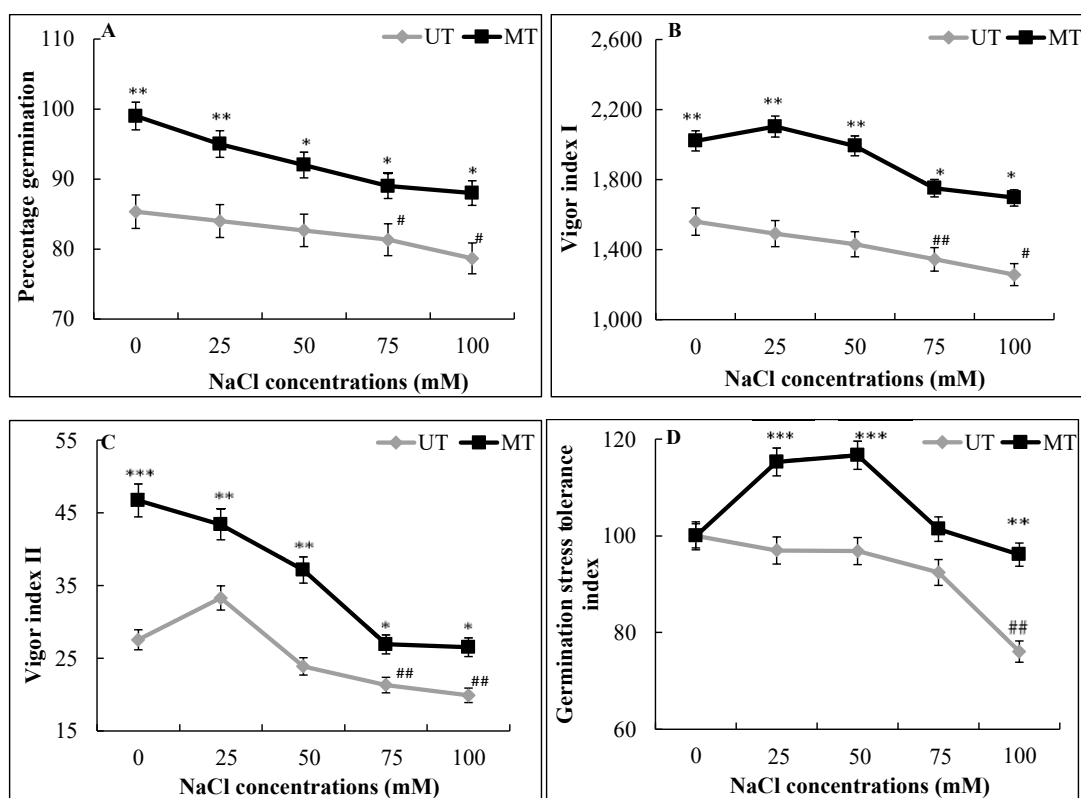 A
UT MT
110
100
90
80
70
Percentage germination
** ** * * *
# #
0 25 50 75 100
NaCl concentrations (mM)
B
UT MT
2,600
2,200
1,800
1,400
1,000
Vigor index I
** ** ** * *
## #
0 25 50 75 100
NaCl concentrations (mM)
C
UT MT
55
45
35
25
15
Vigor index II
*** ** ** * *
## ##
0 25 50 75 100
NaCl concentrations (mM)
D
UT MT
120
100
80
60
Germination stress tolerance
index
*** *** **
##
0 25 50 75 100
NaCl concentrations (mM)